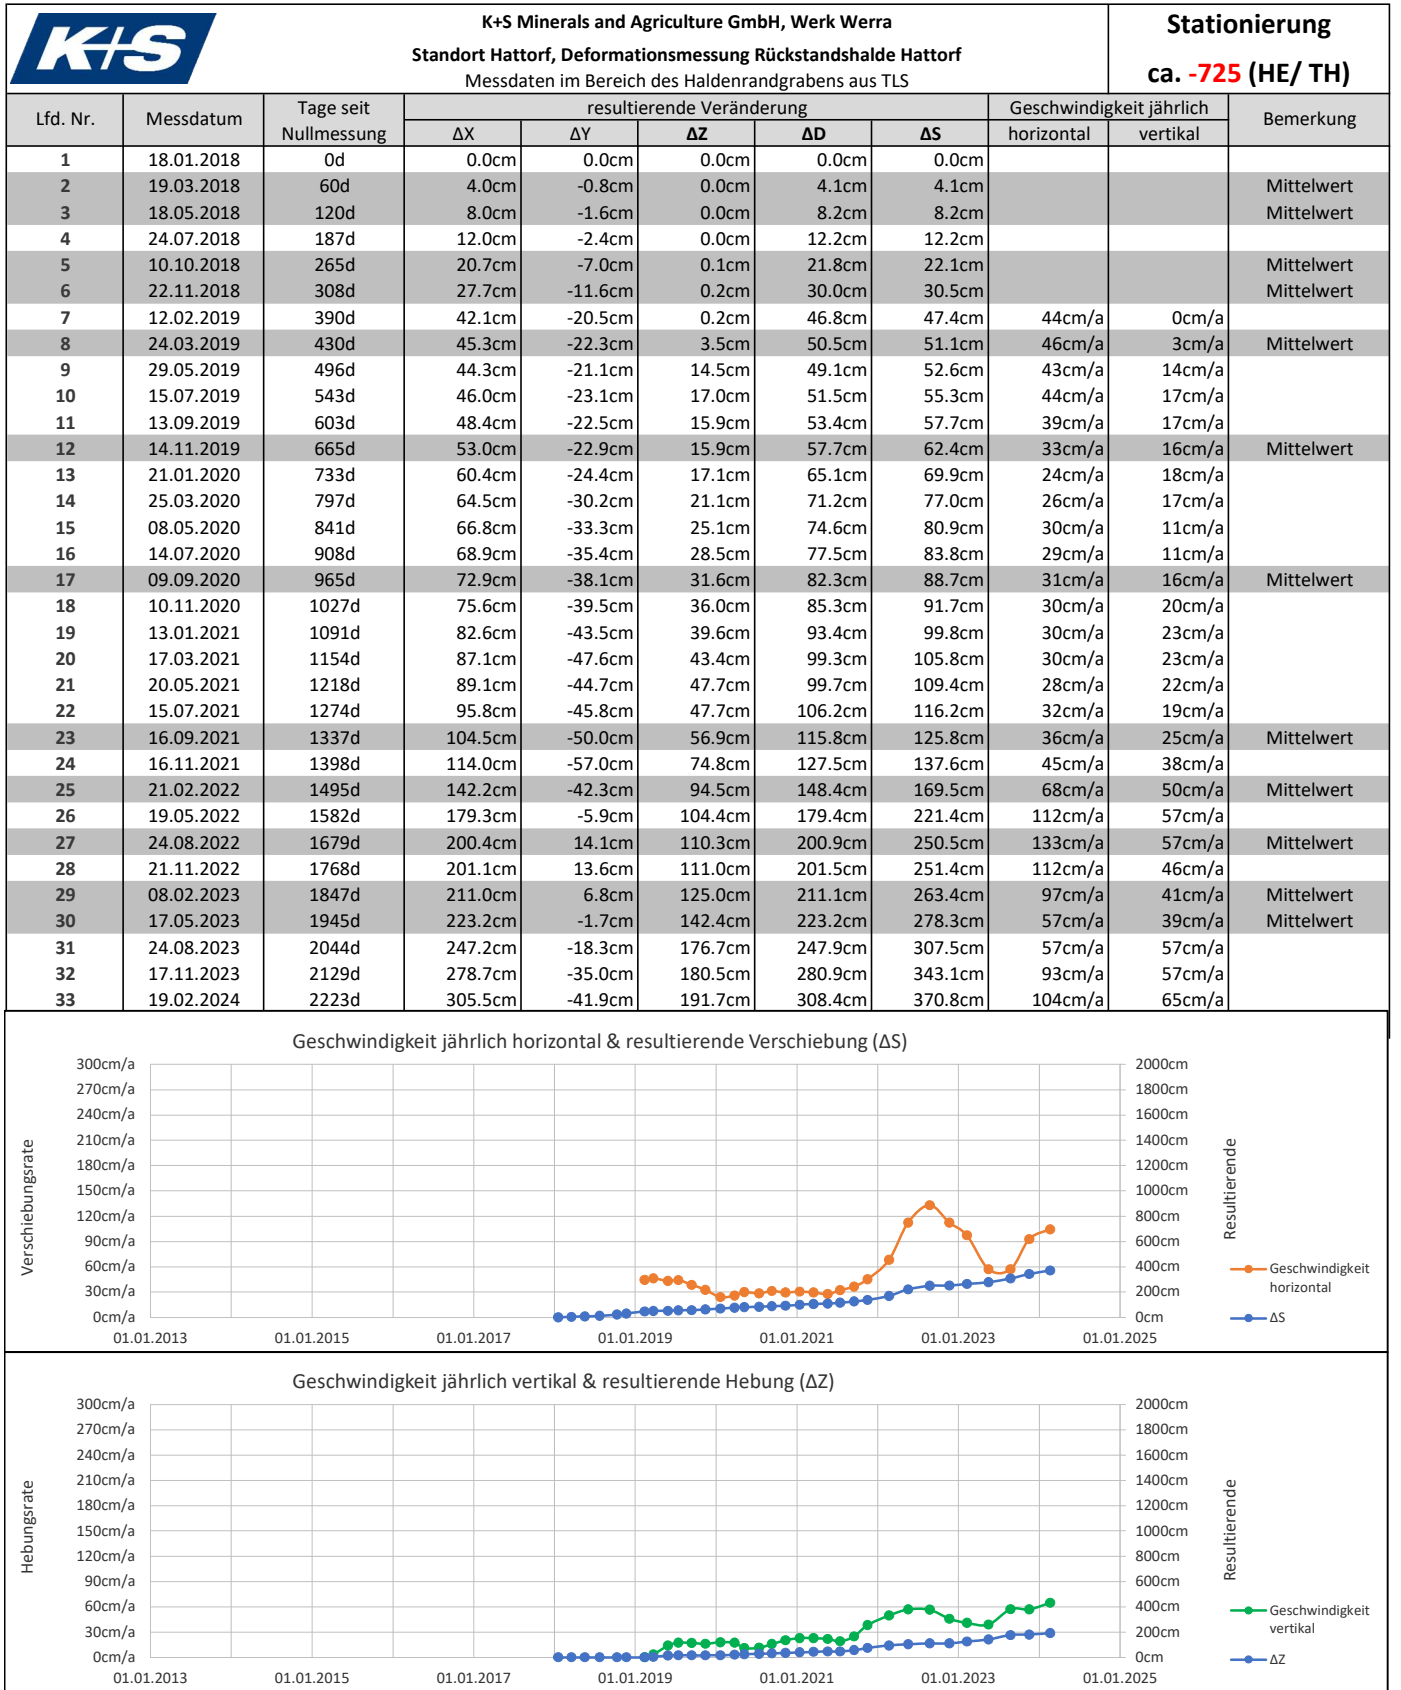 K+S
K+S Minerals and Agriculture GmbH, Werk Werra
Standort Hattorf, Deformationsmessung Rückstandshalde Hattorf
Messdaten im Bereich des Haldenrandgrabens aus TLS
Stationierung
ca. -725 (HE/ TH)
Lfd. Nr. Messdatum Tage seit Nullmessung resultierende Veränderung Geschwindigkeit jährlich Bemerkung
ΔX ΔY ΔZ ΔD ΔS horizontal vertikal
1 18.01.2018 0d 0.0cm 0.0cm 0.0cm 0.0cm 0.0cm
2 19.03.2018 60d 4.0cm -0.8cm 0.0cm 4.1cm 4.1cm Mittelwert
3 18.05.2018 120d 8.0cm -1.6cm 0.0cm 8.2cm 8.2cm Mittelwert
4 24.07.2018 187d 12.0cm -2.4cm 0.0cm 12.2cm 12.2cm
5 10.10.2018 265d 20.7cm -7.0cm 0.1cm 21.8cm 22.1cm Mittelwert
6 22.11.2018 308d 27.7cm -11.6cm 0.2cm 30.0cm 30.5cm Mittelwert
7 12.02.2019 390d 42.1cm -20.5cm 0.2cm 46.8cm 47.4cm 44cm/a 0cm/a
8 24.03.2019 430d 45.3cm -22.3cm 3.5cm 50.5cm 51.1cm 46cm/a 3cm/a Mittelwert
9 29.05.2019 496d 44.3cm -21.1cm 14.5cm 49.1cm 52.6cm 43cm/a 14cm/a
10 15.07.2019 543d 46.0cm -23.1cm 17.0cm 51.5cm 55.3cm 44cm/a 17cm/a
11 13.09.2019 603d 48.4cm -22.5cm 15.9cm 53.4cm 57.7cm 39cm/a 17cm/a
12 14.11.2019 665d 53.0cm -22.9cm 15.9cm 57.7cm 62.4cm 33cm/a 16cm/a Mittelwert
13 21.01.2020 733d 60.4cm -24.4cm 17.1cm 65.1cm 69.9cm 24cm/a 18cm/a
14 25.03.2020 797d 64.5cm -30.2cm 21.1cm 71.2cm 77.0cm 26cm/a 17cm/a
15 08.05.2020 841d 66.8cm -33.3cm 25.1cm 74.6cm 80.9cm 30cm/a 11cm/a
16 14.07.2020 908d 68.9cm -35.4cm 28.5cm 77.5cm 83.8cm 29cm/a 11cm/a
17 09.09.2020 965d 72.9cm -38.1cm 31.6cm 82.3cm 88.7cm 31cm/a 16cm/a Mittelwert
18 10.11.2020 1027d 75.6cm -39.5cm 36.0cm 85.3cm 91.7cm 30cm/a 20cm/a
19 13.01.2021 1091d 82.6cm -43.5cm 39.6cm 93.4cm 99.8cm 30cm/a 23cm/a
20 17.03.2021 1154d 87.1cm -47.6cm 43.4cm 99.3cm 105.8cm 30cm/a 23cm/a
21 20.05.2021 1218d 89.1cm -44.7cm 47.7cm 99.7cm 109.4cm 28cm/a 22cm/a
22 15.07.2021 1274d 95.8cm -45.8cm 47.7cm 106.2cm 116.2cm 32cm/a 19cm/a
23 16.09.2021 1337d 104.5cm -50.0cm 56.9cm 115.8cm 125.8cm 36cm/a 25cm/a Mittelwert
24 16.11.2021 1398d 114.0cm -57.0cm 74.8cm 127.5cm 137.6cm 45cm/a 38cm/a
25 21.02.2022 1495d 142.2cm -42.3cm 94.5cm 148.4cm 169.5cm 68cm/a 50cm/a Mittelwert
26 19.05.2022 1582d 179.3cm -5.9cm 104.4cm 179.4cm 221.4cm 112cm/a 57cm/a
27 24.08.2022 1679d 200.4cm 14.1cm 110.3cm 200.9cm 250.5cm 133cm/a 57cm/a Mittelwert
28 21.11.2022 1768d 201.1cm 13.6cm 111.0cm 201.5cm 251.4cm 112cm/a 46cm/a
29 08.02.2023 1847d 211.0cm 6.8cm 125.0cm 211.1cm 263.4cm 97cm/a 41cm/a Mittelwert
30 17.05.2023 1945d 223.2cm -1.7cm 142.4cm 223.2cm 278.3cm 57cm/a 39cm/a Mittelwert
31 24.08.2023 2044d 247.2cm -18.3cm 176.7cm 247.9cm 307.5cm 57cm/a 57cm/a
32 17.11.2023 2129d 278.7cm -35.0cm 180.5cm 280.9cm 343.1cm 93cm/a 57cm/a
33 19.02.2024 2223d 305.5cm -41.9cm 191.7cm 308.4cm 370.8cm 104cm/a 65cm/a
Geschwindigkeit jährlich horizontal & resultierende Verschiebung (ΔS)
300cm/a 2000cm
270cm/a 1800cm
240cm/a 1600cm
210cm/a 1400cm
180cm/a 1200cm
150cm/a 1000cm
120cm/a 800cm
90cm/a 600cm
60cm/a 400cm
30cm/a 200cm
0cm/a 0cm
Verschiebungsrate
Resultierende
Geschwindigkeit
horizontal
ΔS
01.01.2013 01.01.2015 01.01.2017 01.01.2019 01.01.2021 01.01.2023 01.01.2025
Geschwindigkeit jährlich vertikal & resultierende Hebung (ΔZ)
300cm/a 2000cm
270cm/a 1800cm
240cm/a 1600cm
210cm/a 1400cm
180cm/a 1200cm
150cm/a 1000cm
120cm/a 800cm
90cm/a 600cm
60cm/a 400cm
30cm/a 200cm
0cm/a 0cm
Hebungsrate
Resultierende
Geschwindigkeit
vertikal
ΔZ
01.01.2013 01.01.2015 01.01.2017 01.01.2019 01.01.2021 01.01.2023 01.01.2025